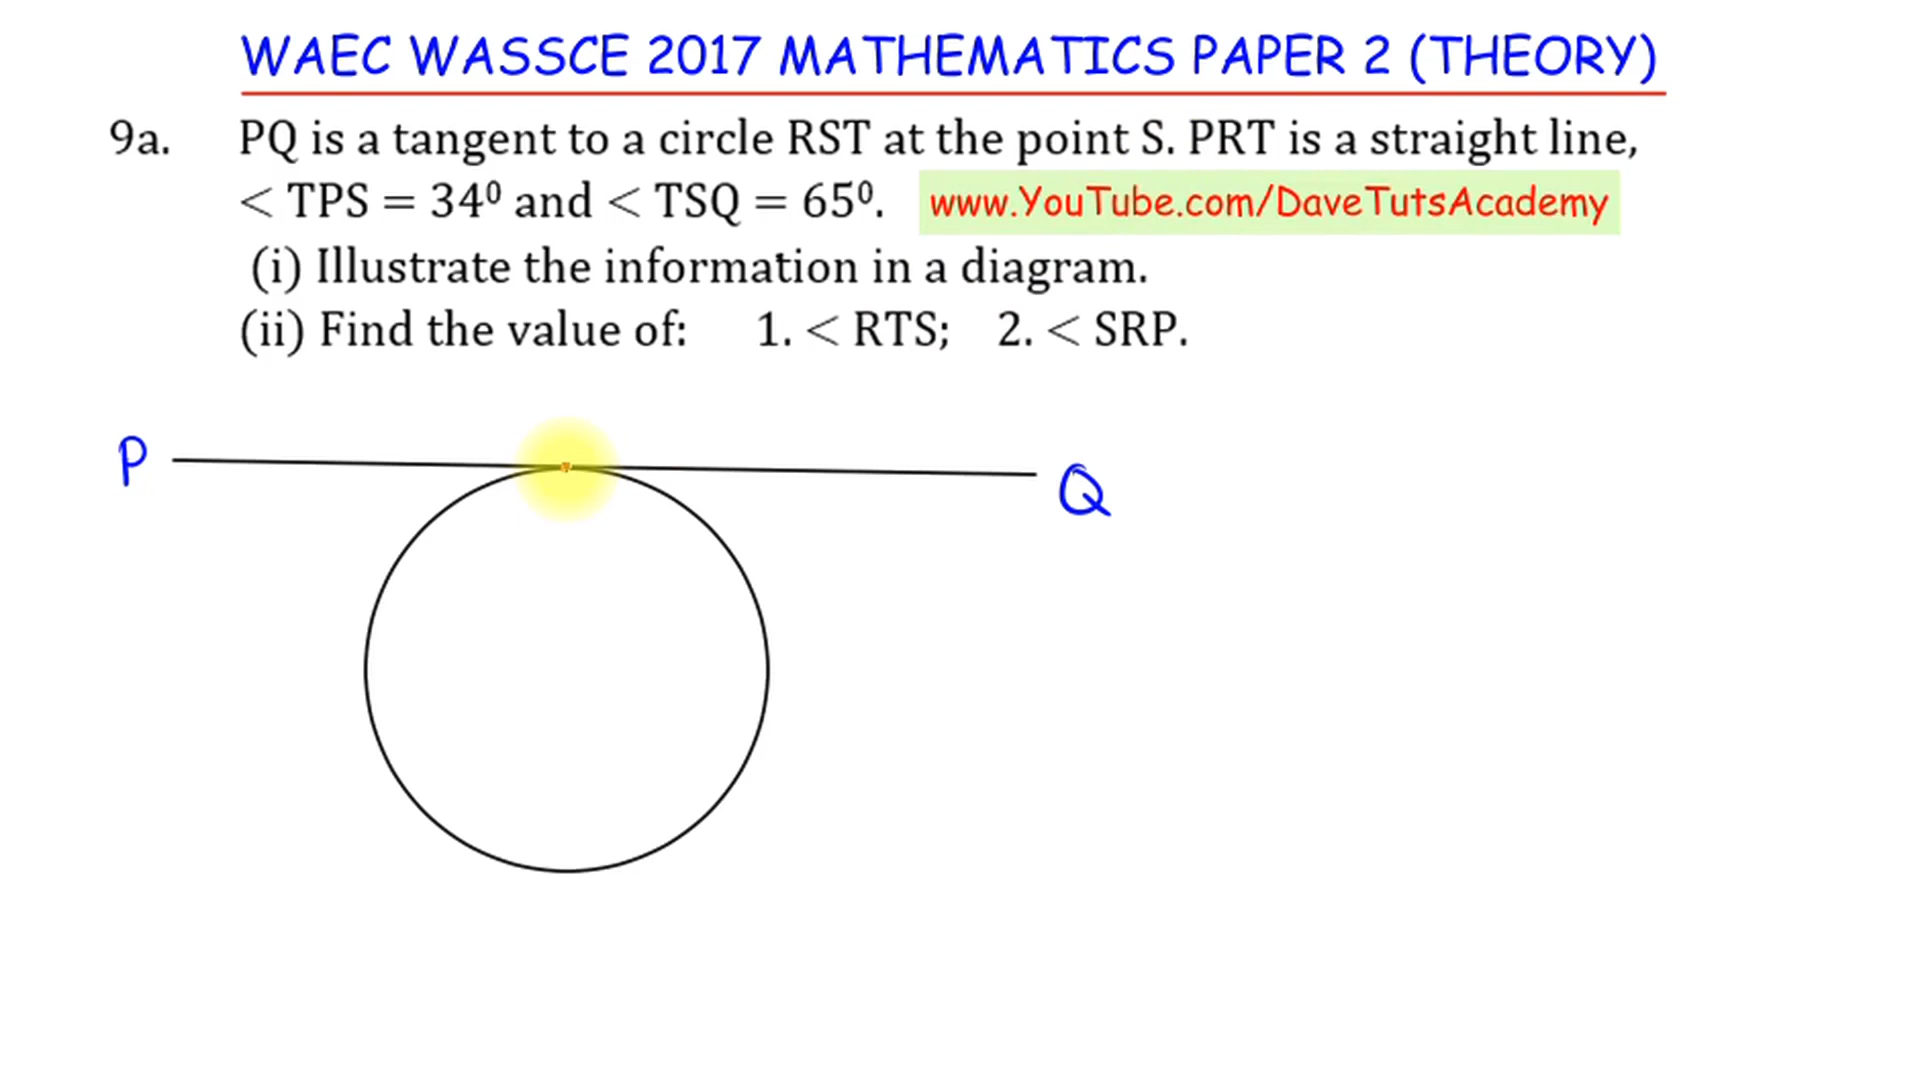 WAEC WASSCE 2017 MATHEMATICS PAPER 2 (THEORY)
9a. PQ is a tangent to a circle RST at the point S. PRT is a straight line,
< TPS = 34⁰ and < TSQ = 65⁰. www.YouTube.com/DaveTutsAcademy
(i) Illustrate the information in a diagram.
(ii) Find the value of: 1. < RTS; 2. < SRP.
P
Q